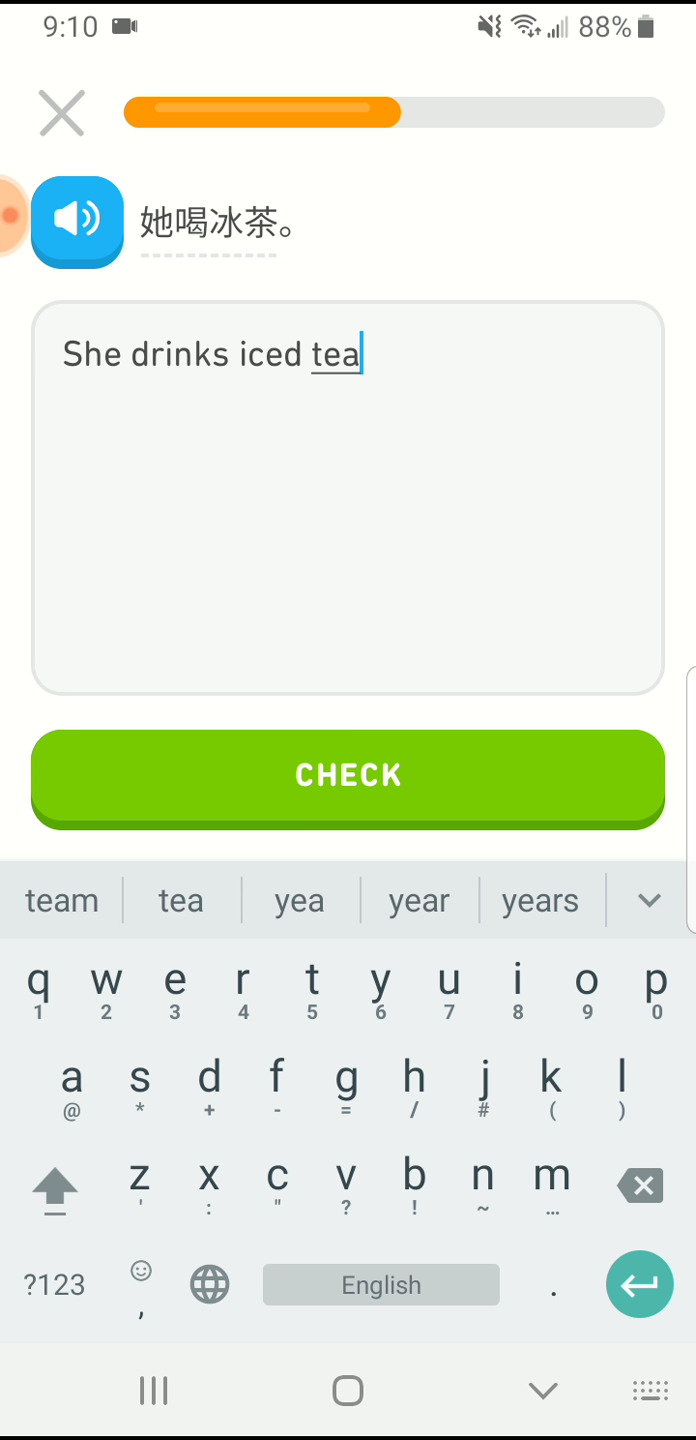 9:10 88%
她喝冰茶。
She drinks iced tea
CHECK
team tea yea year years
q w e r t y u i o p
1 2 3 4 5 6 7 8 9 0
a s d f g h j k l
@ * + - = / # ( )
z x c v b n m
' : " ? ! ~ …
?123 , English .